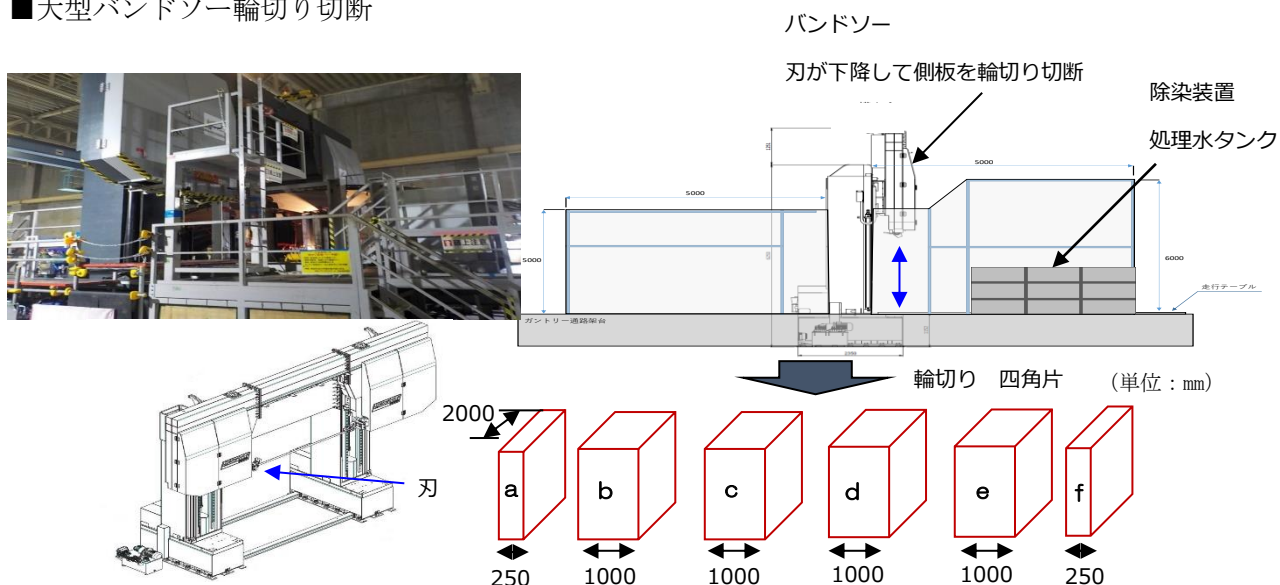 ■大型バンドソー輪切り切断
バンドソー
刃が下降して側板を輪切り切断
除染装置
処理水タンク
5000
5000
5000
6000
走行テーブル
ガントリー通路架台
輪切り 四角片
(単位:mm)
2000
刃
a
b
c
d
e
f
250
1000
1000
1000
1000
250